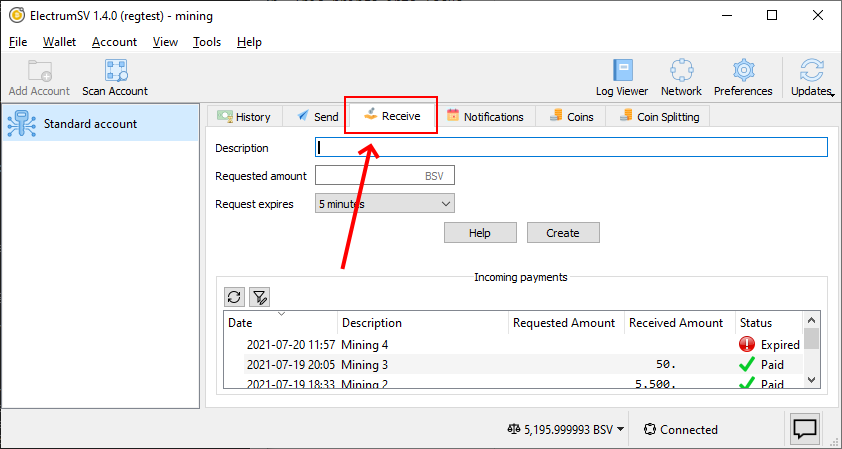 ElectrumSV 1.4.0 (regtest) - mining
File Wallet Account View Tools Help
Add Account Scan Account Log Viewer Network Preferences Updates
Standard account
History Send Receive Notifications Coins Coin Splitting
Description
Requested amount BSV
Request expires 5 minutes
Help Create
Incoming payments
Date Description Requested Amount Received Amount Status
2021-07-20 11:57 Mining 4 Expired
2021-07-19 20:05 Mining 3 50. Paid
2021-07-19 18:33 Mining 2 5,500. Paid
5,195.999993 BSV Connected